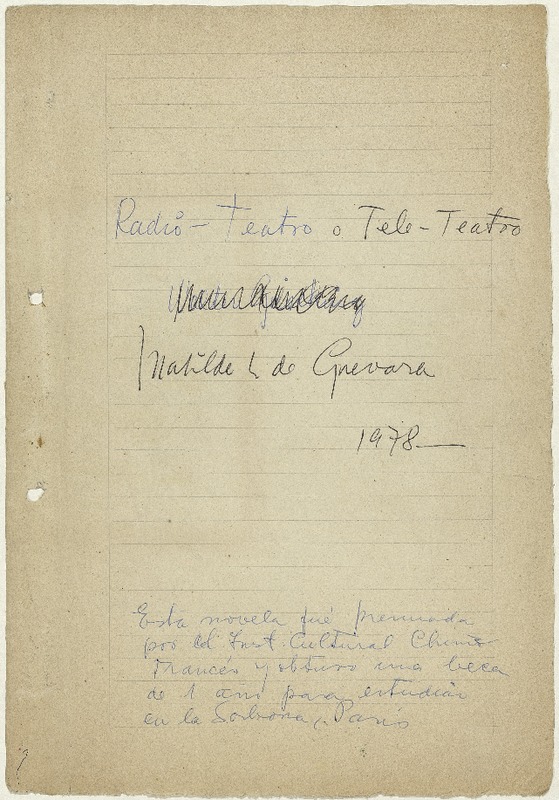 Radio-Teatro o Tele-Teatro
Matilde L de Guevara
1978
Esta novela fué premiada
por el Inst. Cultural Chileno
Francés y obtuvo una beca
de 1 año para estudiar
en la Sorbona, Paris